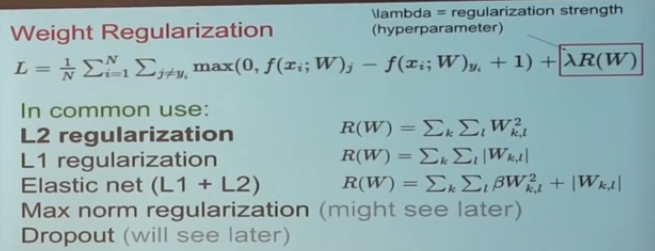 \lambda = regularization strength
(hyperparameter)
Weight Regularization
L = \frac{1}{N} \sum_{i=1}^{N} \sum_{j \neq y_i} \max(0, f(x_i; W)_j - f(x_i; W)_{y_i} + 1) + \lambda R(W)
In common use:
L2 regularization R(W) = \sum_k \sum_l W_{k,l}^2
L1 regularization R(W) = \sum_k \sum_l |W_{k,l}|
Elastic net (L1 + L2) R(W) = \sum_k \sum_l \beta W_{k,l}^2 + |W_{k,l}|
Max norm regularization (might see later)
Dropout (will see later)